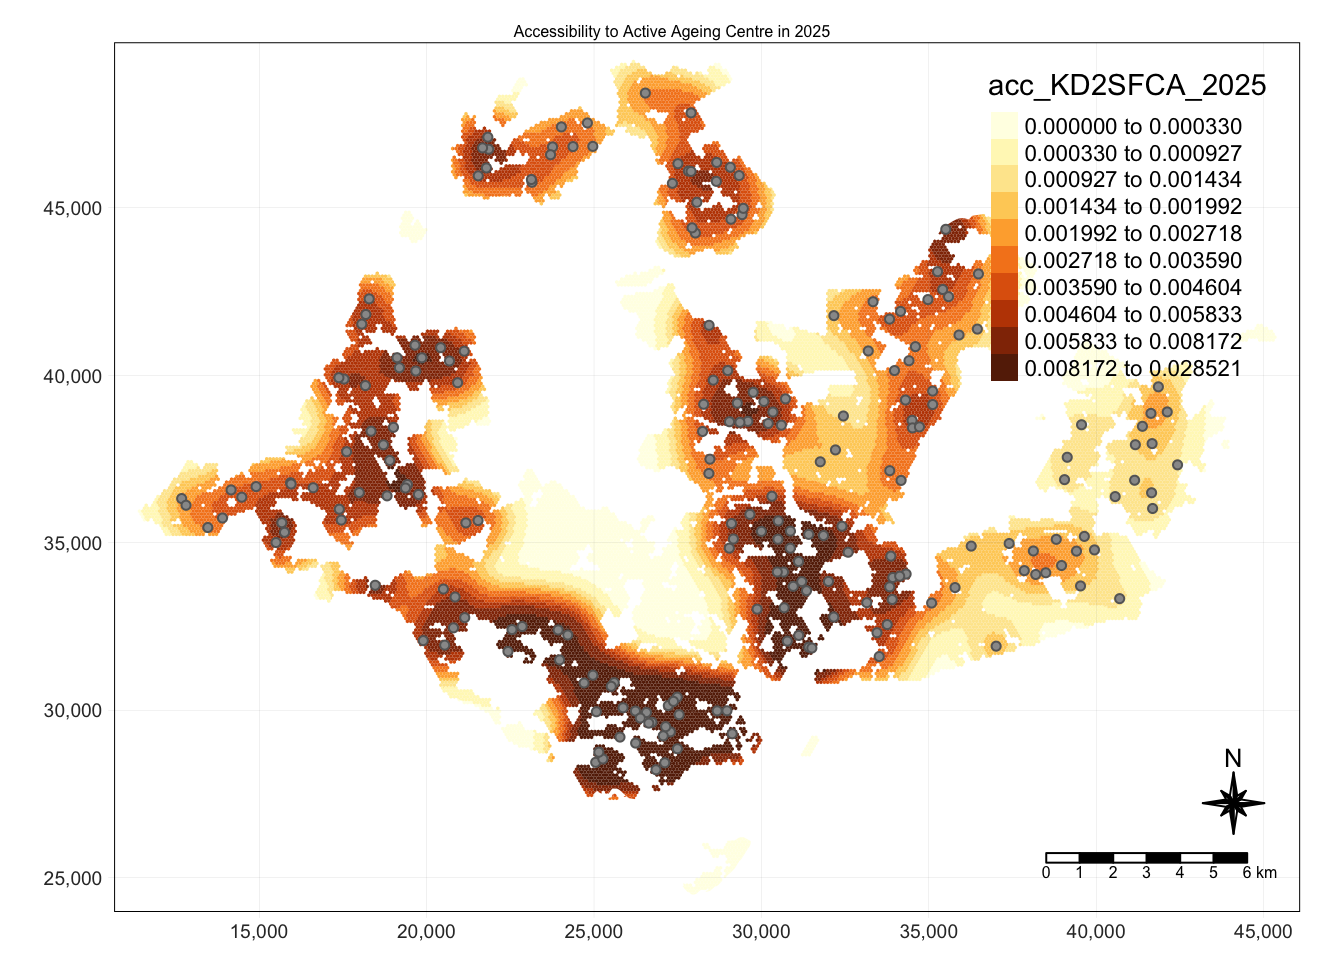 Accessibility to Active Ageing Centre in 2025
acc_KD2SFCA_2025
0.000000 to 0.000330
0.000330 to 0.000927
0.000927 to 0.001434
0.001434 to 0.001992
0.001992 to 0.002718
0.002718 to 0.003590
0.003590 to 0.004604
0.004604 to 0.005833
0.005833 to 0.008172
0.008172 to 0.028521
45,000
40,000
35,000
30,000
25,000
N
0 1 2 3 4 5 6 km
15,000 20,000 25,000 30,000 35,000 40,000 45,000